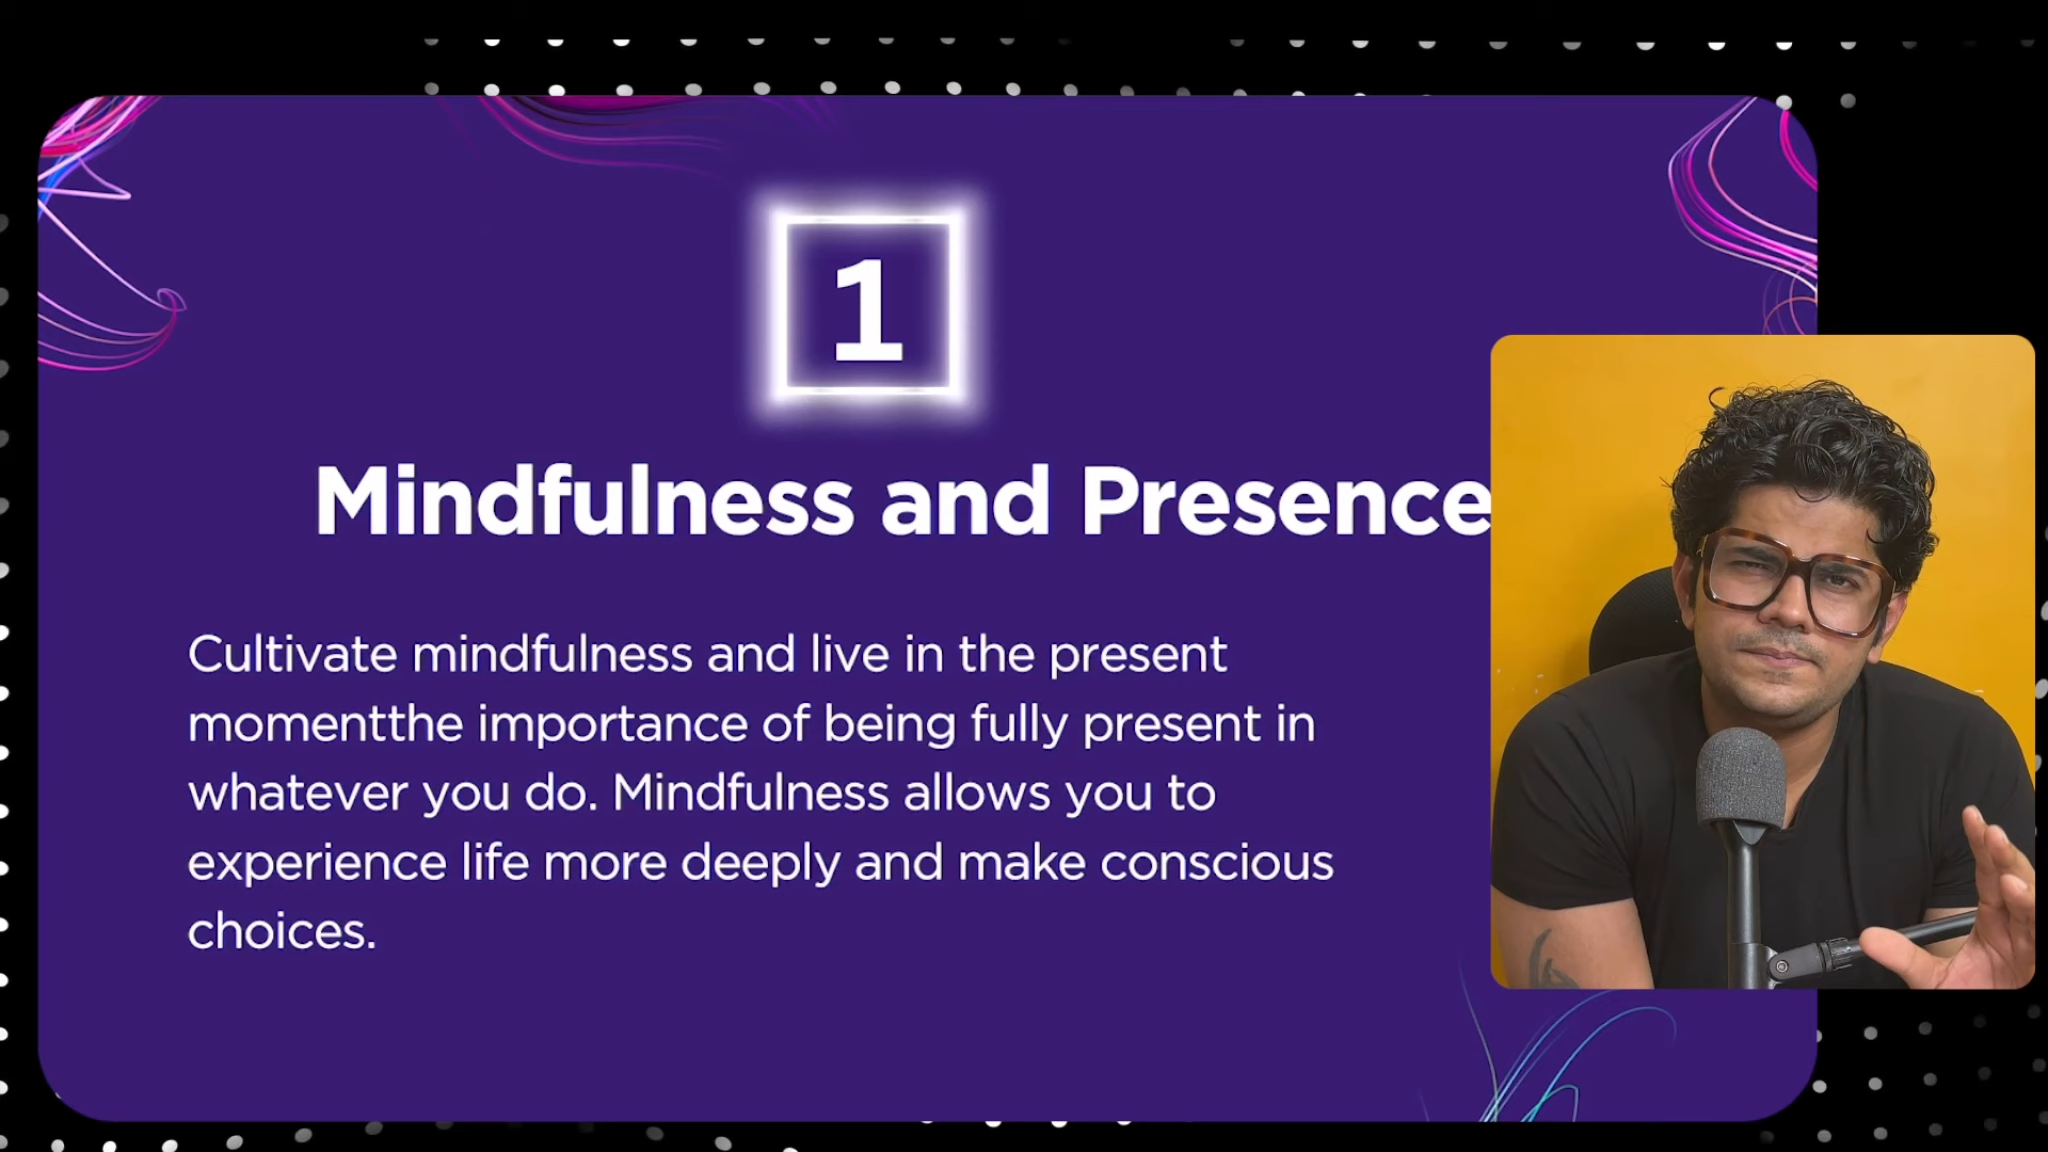 1
Mindfulness and Presence
Cultivate mindfulness and live in the present
momentthe importance of being fully present in
whatever you do. Mindfulness allows you to
experience life more deeply and make conscious
choices.